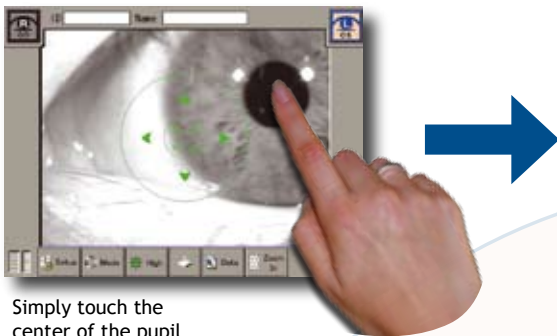 R
ID Name
L
Setup Mode High Data Zoom
In
Simply touch the
center of the pupil